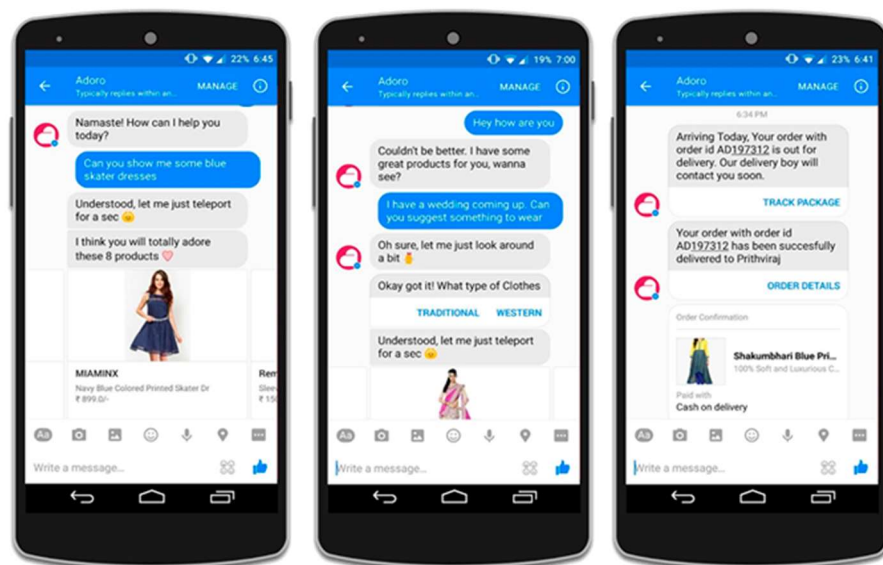 22% 6:45
Adoro
Typically replies within an...
MANAGE
Namaste! How can I help you
today?
Can you show me some blue
skater dresses
Understood, let me just teleport
for a sec 😊
I think you will totally adore
these 8 products 💗
MIAMINX
Navy Blue Colored Printed Skater Dr
₹ 899.0/-
Rem
Slee
₹ 150
Aa
Write a message...
19% 7:00
Adoro
Typically replies within an...
MANAGE
Hey how are you
Couldn't be better. I have some
great products for you, wanna
see?
I have a wedding coming up. Can
you suggest something to wear
Oh sure, let me just look around
a bit
Okay got it! What type of Clothes
TRADITIONAL WESTERN
Understood, let me just teleport
for a sec 😊
Aa
Write a message...
23% 6:41
Adoro
Typically replies within an...
MANAGE
6:34 PM
Arriving Today, Your order with
order id AD197312 is out for
delivery. Our delivery boy will
contact you soon.
TRACK PACKAGE
Your order with order id
AD197312 has been succesfully
delivered to Prithviraj
ORDER DETAILS
Order Confirmation
Shakumbhari Blue Pri...
100% Soft and Luxurious C...
Paid with
Cash on delivery
Aa
Write a message...